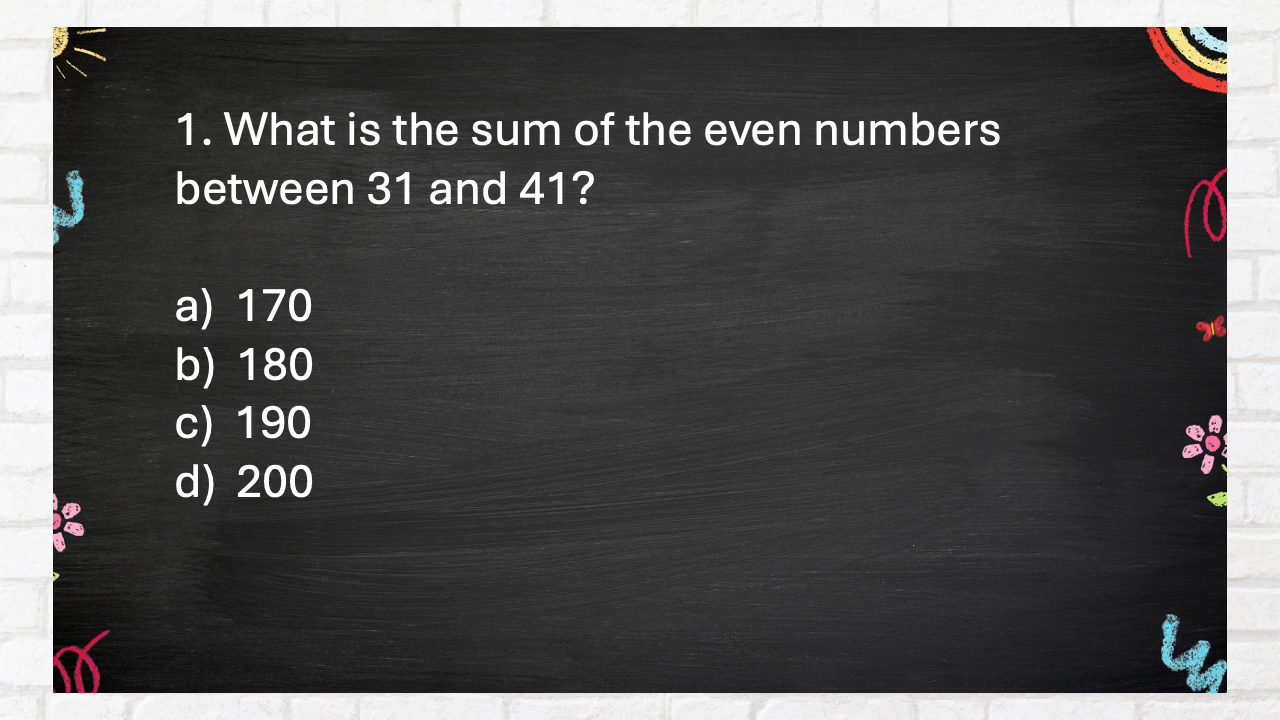 1. What is the sum of the even numbers
between 31 and 41?
a) 170
b) 180
c) 190
d) 200